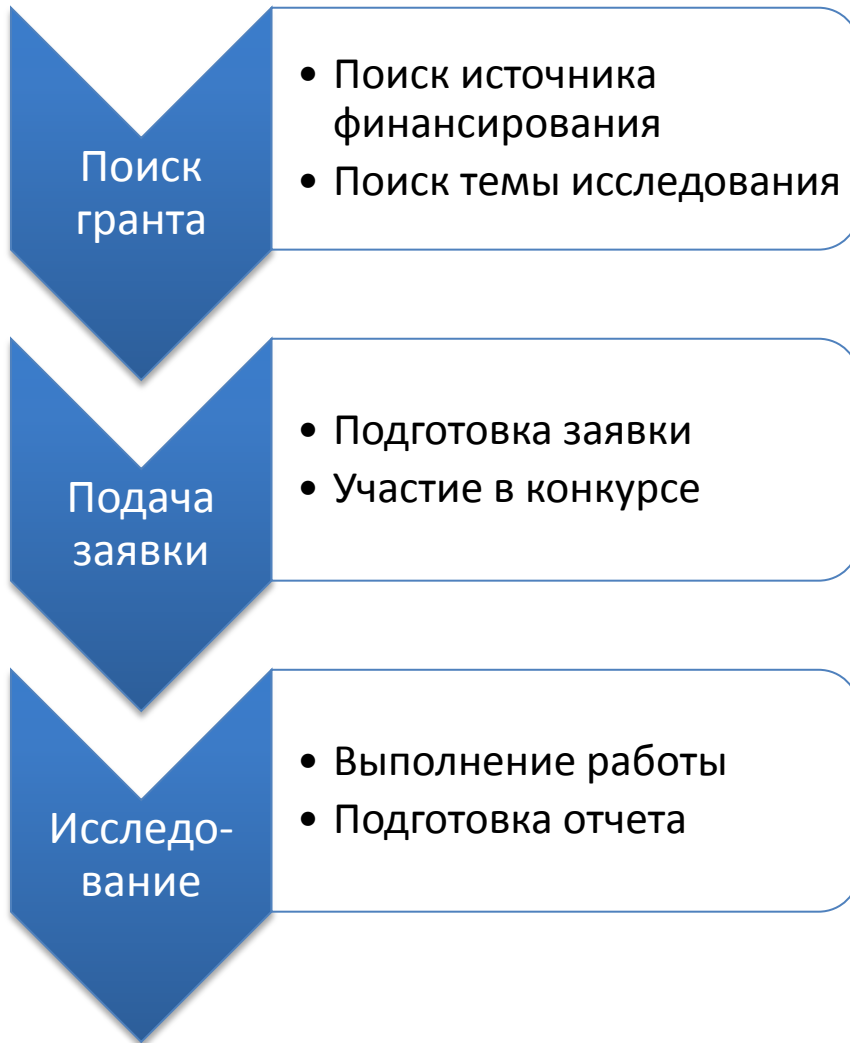 Поиск
гранта
• Поиск источника
финансирования
• Поиск темы исследования
Подача
заявки
• Подготовка заявки
• Участие в конкурсе
Исследо-
вание
• Выполнение работы
• Подготовка отчета